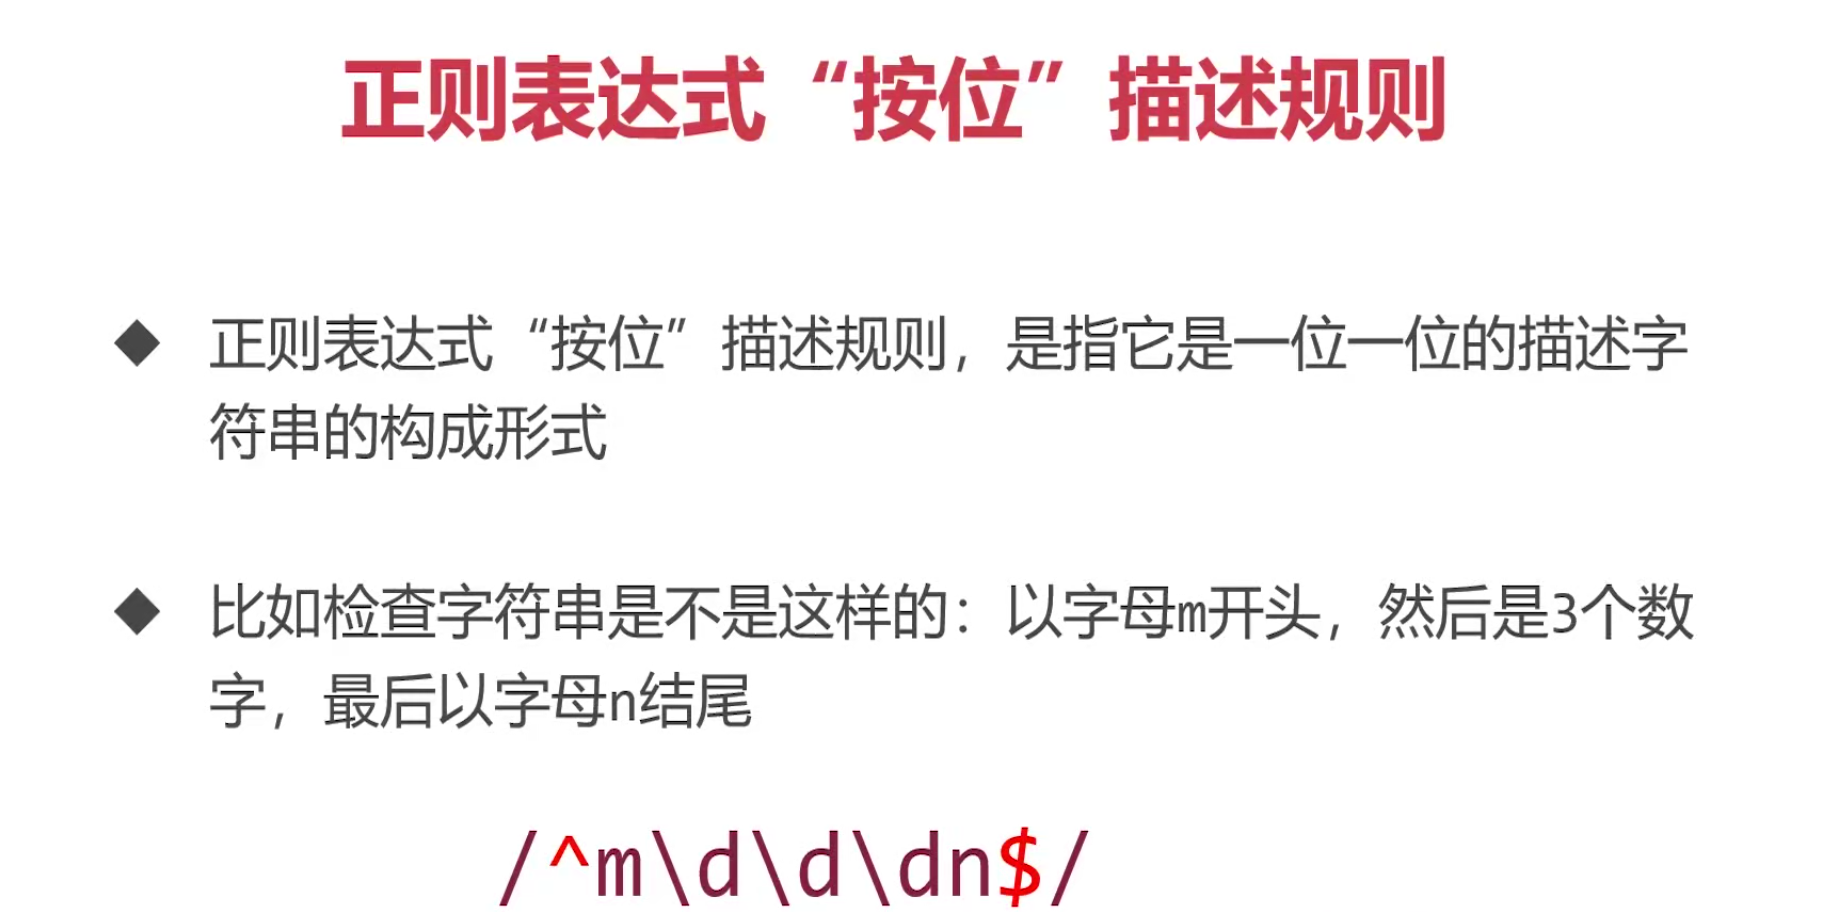 正则表达式“按位”描述规则
◆ 正则表达式“按位”描述规则，是指它是一位一位的描述字
符串的构成形式
◆ 比如检查字符串是不是这样的：以字母m开头，然后是3个数
字，最后以字母n结尾
/^m\d\d\dn$/